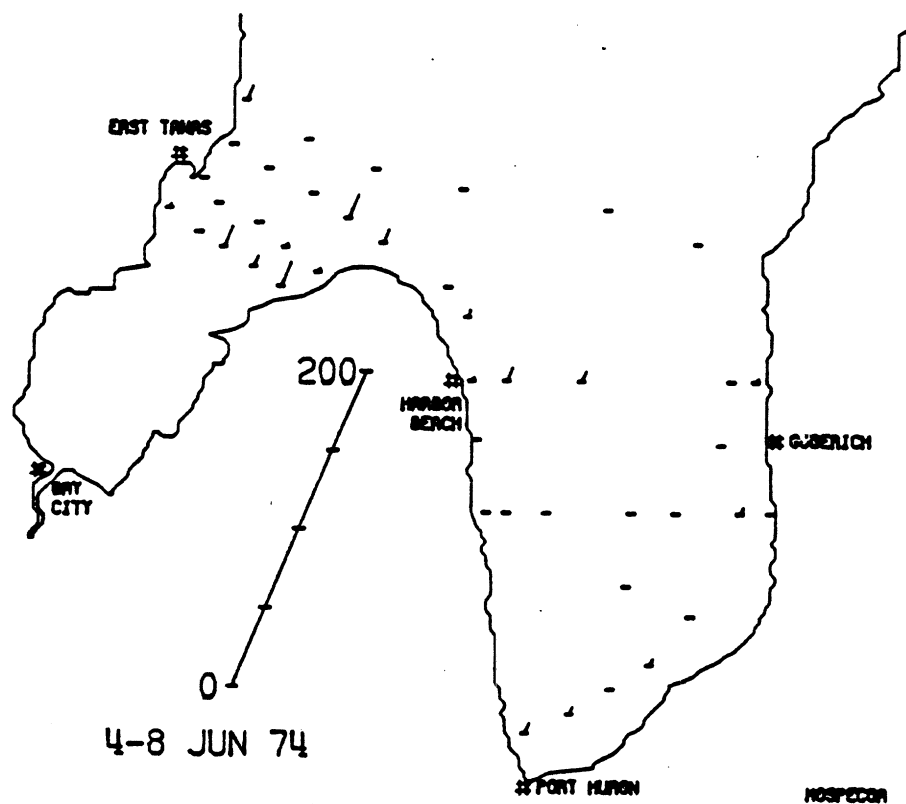 EAST TAWAS
200
HARBOR
BEACH
GODERICH
BAY
CITY
0
4-8 JUN 74
PORT HURON